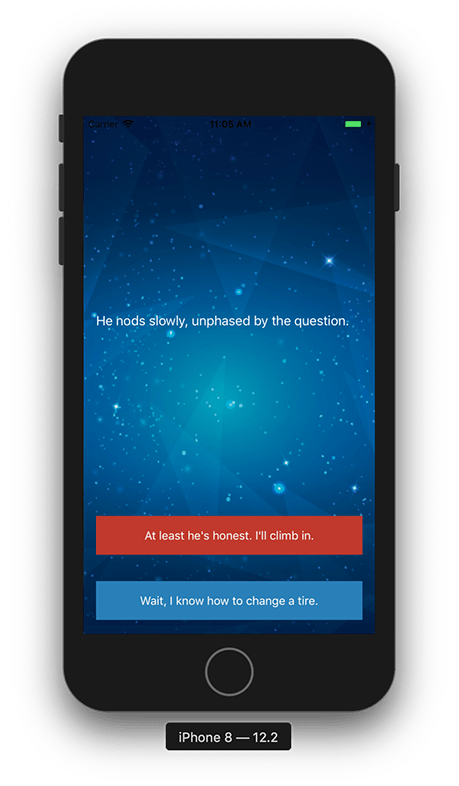 Carrier 11:05 AM
He nods slowly, unphased by the question.
At least he's honest. I'll climb in.
Wait, I know how to change a tire.
iPhone 8 — 12.2